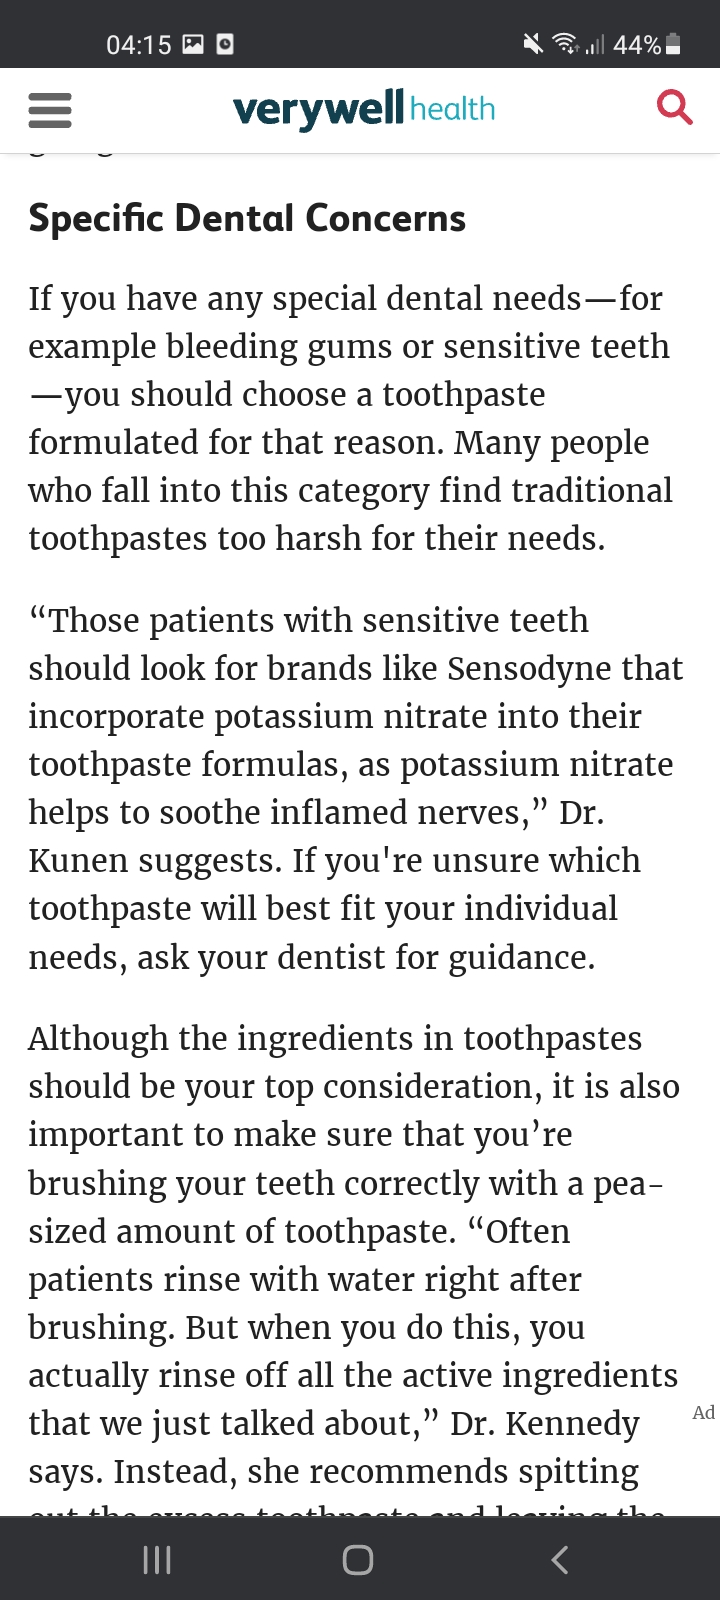 04:15 44%
verywell health
Specific Dental Concerns
If you have any special dental needs—for
example bleeding gums or sensitive teeth
—you should choose a toothpaste
formulated for that reason. Many people
who fall into this category find traditional
toothpastes too harsh for their needs.
“Those patients with sensitive teeth
should look for brands like Sensodyne that
incorporate potassium nitrate into their
toothpaste formulas, as potassium nitrate
helps to soothe inflamed nerves,” Dr.
Kunen suggests. If you're unsure which
toothpaste will best fit your individual
needs, ask your dentist for guidance.
Although the ingredients in toothpastes
should be your top consideration, it is also
important to make sure that you’re
brushing your teeth correctly with a pea-
sized amount of toothpaste. “Often
patients rinse with water right after
brushing. But when you do this, you
actually rinse off all the active ingredients
that we just talked about,” Dr. Kennedy
Ad
says. Instead, she recommends spitting
out the excess toothpaste and leaving the